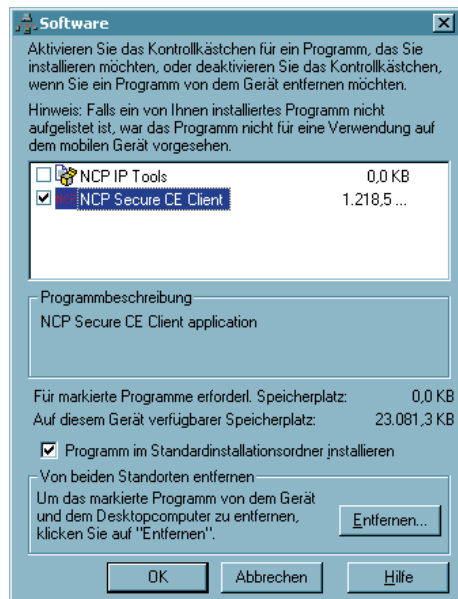 Software
Aktivieren Sie das Kontrollkästchen für ein Programm, das Sie
installieren möchten, oder deaktivieren Sie das Kontrollkästchen,
wenn Sie ein Programm von dem Gerät entfernen möchten.
Hinweis: Falls ein von Ihnen installiertes Programm nicht
aufgelistet ist, war das Programm nicht für eine Verwendung auf
dem mobilen Gerät vorgesehen.
NCP IP Tools 0,0 KB
NCP Secure CE Client 1.218,5 ...
Programmbeschreibung
NCP Secure CE Client application
Für markierte Programme erforderl. Speicherplatz: 0,0 KB
Auf diesem Gerät verfügbarer Speicherplatz: 23.081,3 KB
Programm im Standardinstallationsordner installieren
Von beiden Standorten entfernen
Um das markierte Programm von dem Gerät
und dem Desktopcomputer zu entfernen,
klicken Sie auf "Entfernen".
Entfernen...
OK Abbrechen Hilfe